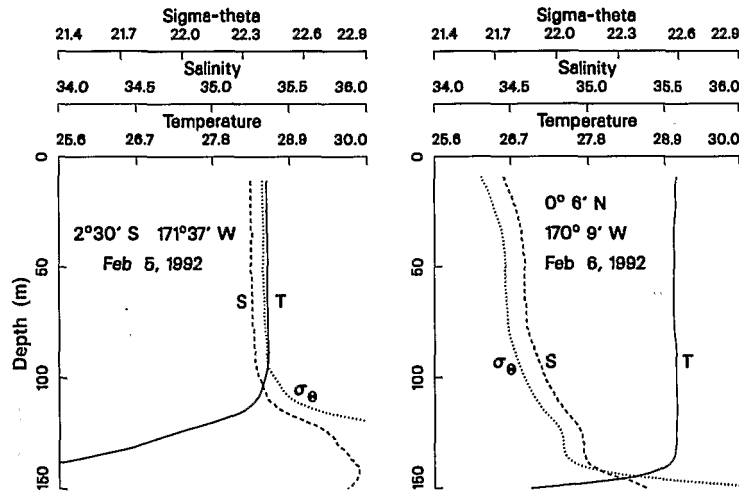 Sigma-theta
21.4 21.7 22.0 22.3 22.6 22.9
Salinity
34.0 34.5 35.0 35.5 36.0
Temperature
25.6 26.7 27.8 28.9 30.0
0
50
100
150
Depth (m)
2°30' S 171°37' W
Feb 5, 1992
S T
σθ
Sigma-theta
21.4 21.7 22.0 22.3 22.6 22.9
Salinity
34.0 34.5 35.0 35.5 36.0
Temperature
25.6 26.7 27.8 28.9 30.0
0
50
100
150
0° 6' N
170° 9' W
Feb 6, 1992
σθ S T